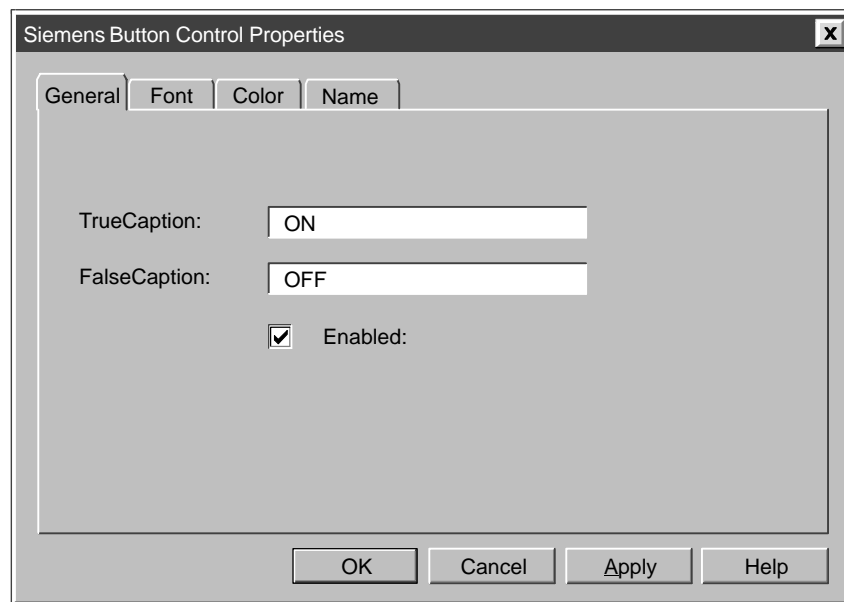 Siemens Button Control Properties
General Font Color Name
TrueCaption: ON
FalseCaption: OFF
Enabled:
OK Cancel Apply Help